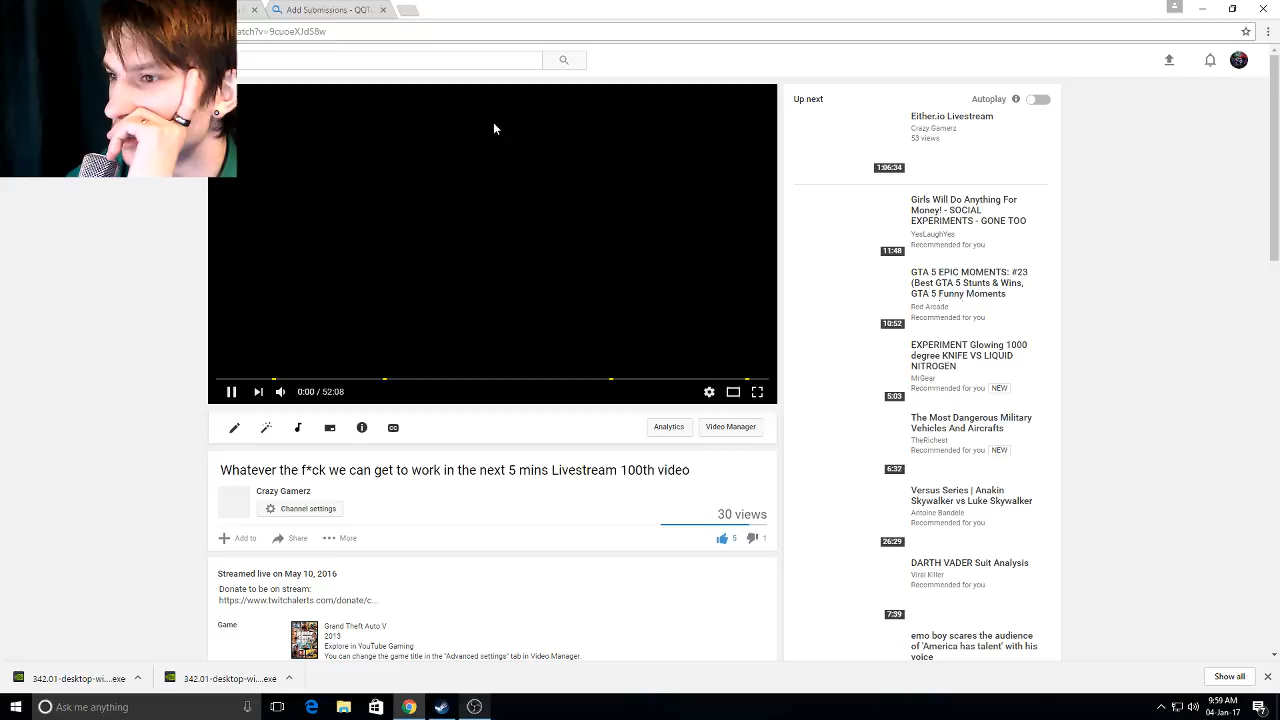 Add Submissions - QQT
atch?v=9cuoeXJdS8w
Up next
Autoplay
Either.io Livestream
Crazy Gamerz
53 views
1:06:34
Girls Will Do Anything For
Money! - SOCIAL
EXPERIMENTS - GONE TOO
YesLaughYes
Recommended for you
11:48
GTA 5 EPIC MOMENTS: #23
(Best GTA 5 Stunts & Wins,
GTA 5 Funny Moments
Red Arcade
Recommended for you
10:52
EXPERIMENT Glowing 1000
degree KNIFE VS LIQUID
NITROGEN
MrGear
Recommended for you NEW
5:03
The Most Dangerous Military
Vehicles And Aircrafts
TheRichest
Recommended for you NEW
6:32
Versus Series | Anakin
Skywalker vs Luke Skywalker
Antoine Bandele
Recommended for you
26:29
DARTH VADER Suit Analysis
Viral Killer
Recommended for you
7:39
emo boy scares the audience
of 'America has talent' with his
voice
0:00 / 52:08
CC
Analytics
Video Manager
Whatever the f*ck we can get to work in the next 5 mins Livestream 100th video
Crazy Gamerz
Channel settings
30 views
Add to
Share
More
5
1
Streamed live on May 10, 2016
Donate to be on stream:
https://www.twitchalerts.com/donate/c...
Game
Grand Theft Auto V
2013
Explore in YouTube Gaming
You can change the game title in the "Advanced settings" tab in Video Manager.
342.01-desktop-wi....exe
342.01-desktop-wi....exe
Show all
Ask me anything
9:59 AM
04-Jan-17